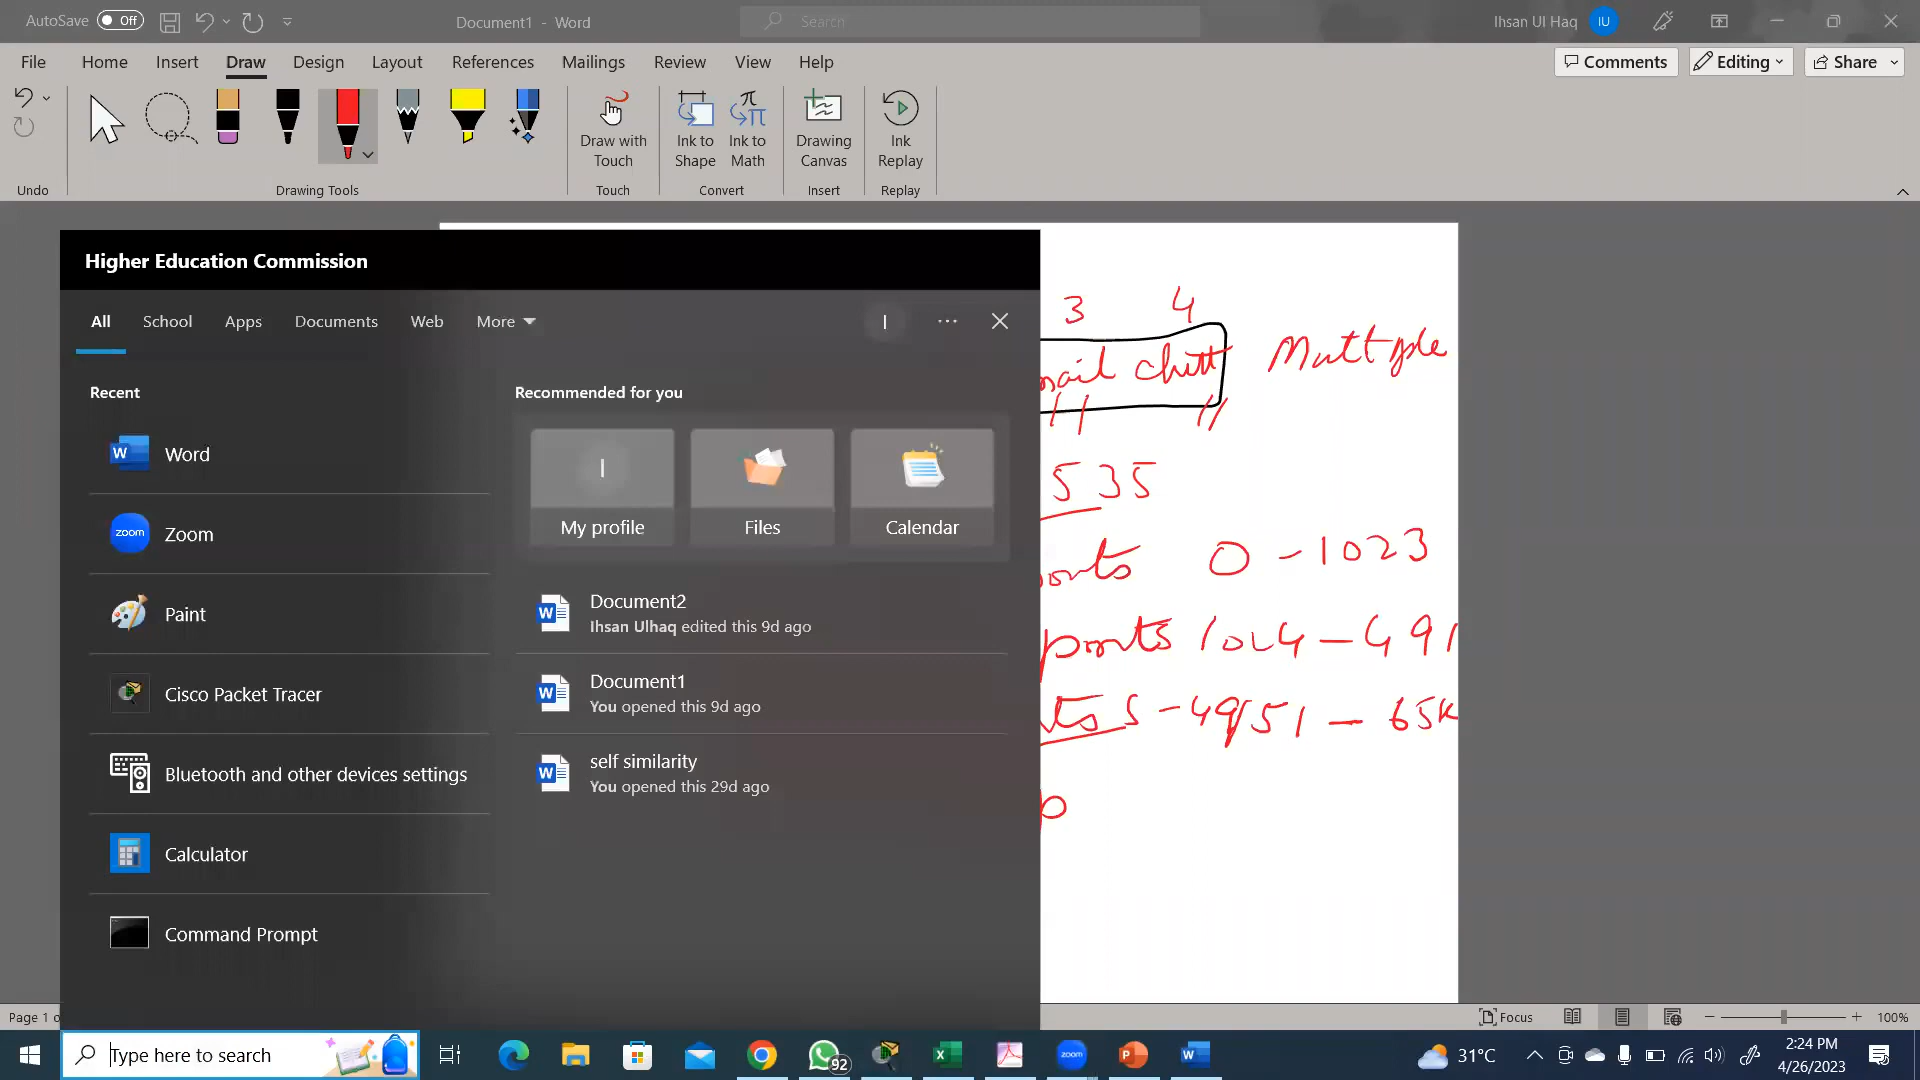 AutoSave Off
Document1 - Word
Search
Ihsan Ul Haq IU
File Home Insert Draw Design Layout References Mailings Review View Help
Comments Editing Share
Draw with Touch
Ink to Shape
Ink to Math
Drawing Canvas
Ink Replay
Undo Drawing Tools Touch Convert Insert Replay
Higher Education Commission
All School Apps Documents Web More I
Recent
Word
Zoom
Paint
Cisco Packet Tracer
Bluetooth and other devices settings
Calculator
Command Prompt
Recommended for you
I
My profile Files Calendar
Document2
Ihsan Ulhaq edited this 9d ago
Document1
You opened this 9d ago
self similarity
You opened this 29d ago
3 4
mail chatt
535
ports 0 - 1023
ports 1024 - 491
49151 - 65k
Page 1 o
Focus 100%
Type here to search
zoom
92
31°C
2:24 PM
4/26/2023